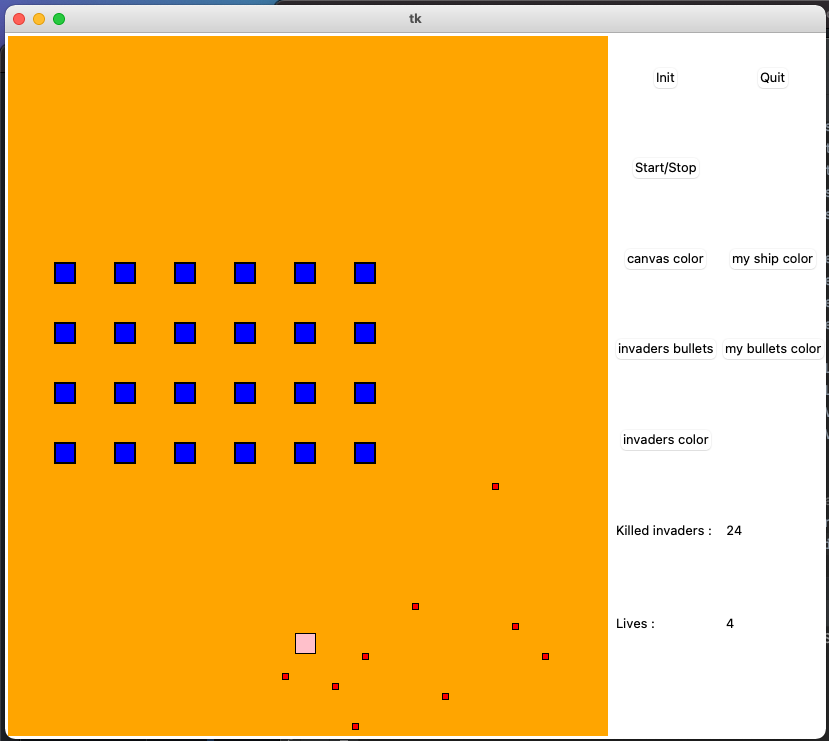 tk
Init Quit
Start/Stop
canvas color my ship color
invaders bullets my bullets color
invaders color
Killed invaders : 24
Lives : 4